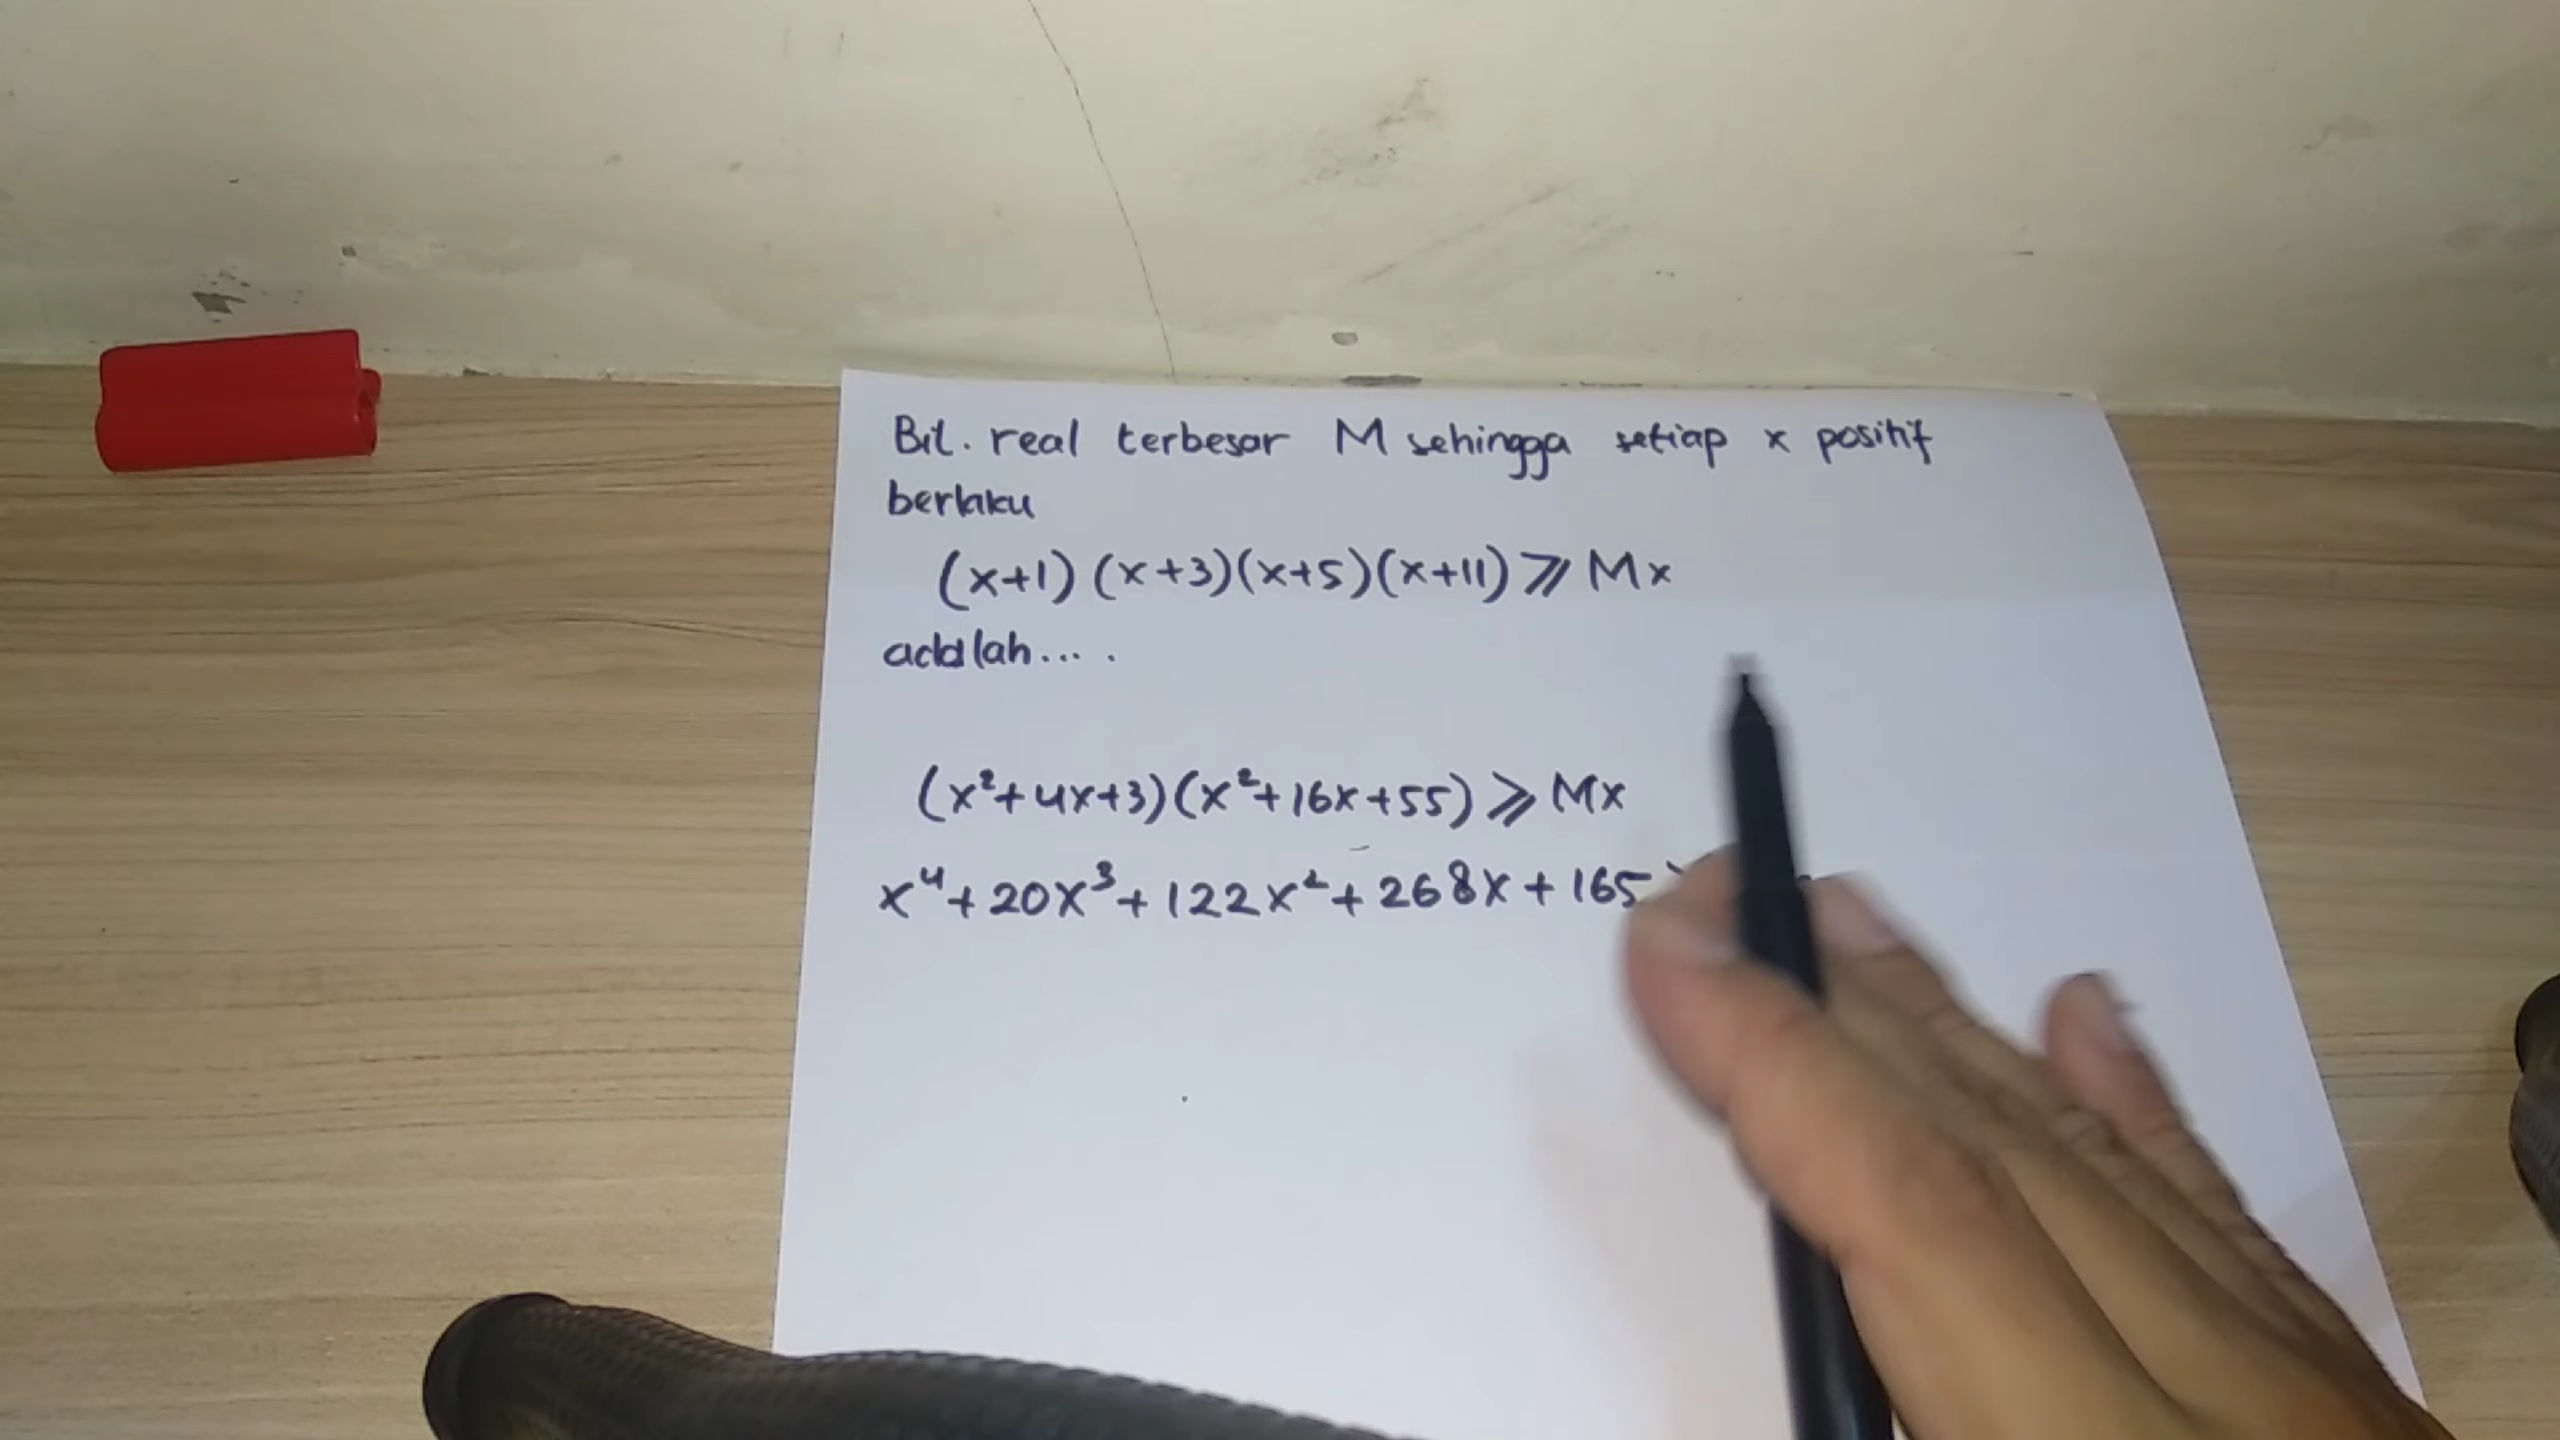 Bil. real terbesar M sehingga setiap x positif
berlaku
(x+1)(x+3)(x+5)(x+11) ⩾ Mx
adalah....
(x²+4x+3)(x²+16x+55) ⩾ Mx
x⁴+20x³+122x²+268x+165